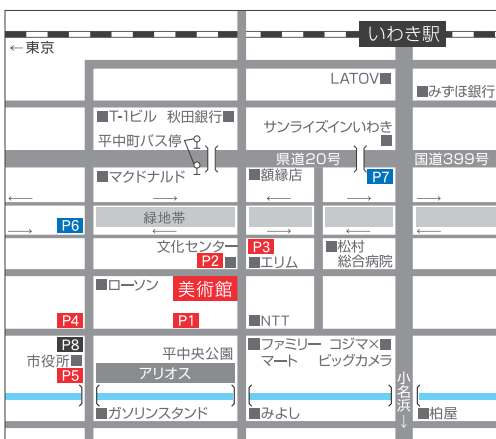 いわき駅
←東京
LATOV■
■みずほ銀行
■T-1ビル 秋田銀行■
サンライズインいわき
■
平中町バス停
県道20号
国道399号
■マクドナルド
■額縁店
P7
緑地帯
P6
文化センター
P2■
P3
■エリム
■松村
総合病院
■ローソン
美術館
P4
P1
■NTT
P8
市役所■
P5
平中央公園
アリオス
■ファミリー
マート
コジマ×■
ビッグカメラ
小名浜→
■ガソリンスタンド
■みよし
■柏屋